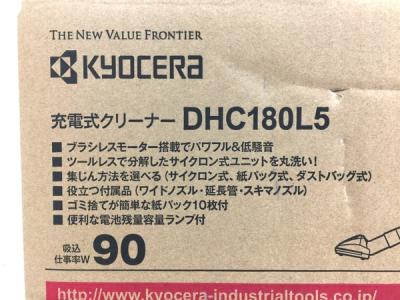 THE NEW VALUE FRONTIER
KYOCERA
充電式クリーナー DHC180L5
■ ブラシレスモーター搭載でパワフル&低騒音
■ ツールレスで分解したサイクロン式ユニットを丸洗い!
■ 集じん方法を選べる(サイクロン式、紙パック式、ダストバッグ式)
■ 役立つ付属品(ワイドノズル・延長管・スキマノズル)
■ ゴミ捨てが簡単な紙パック10枚付
■ 便利な電池残量容量ランプ付
吸込
仕事率W 90
http://www.kyocera-industrialtools.co.jp/